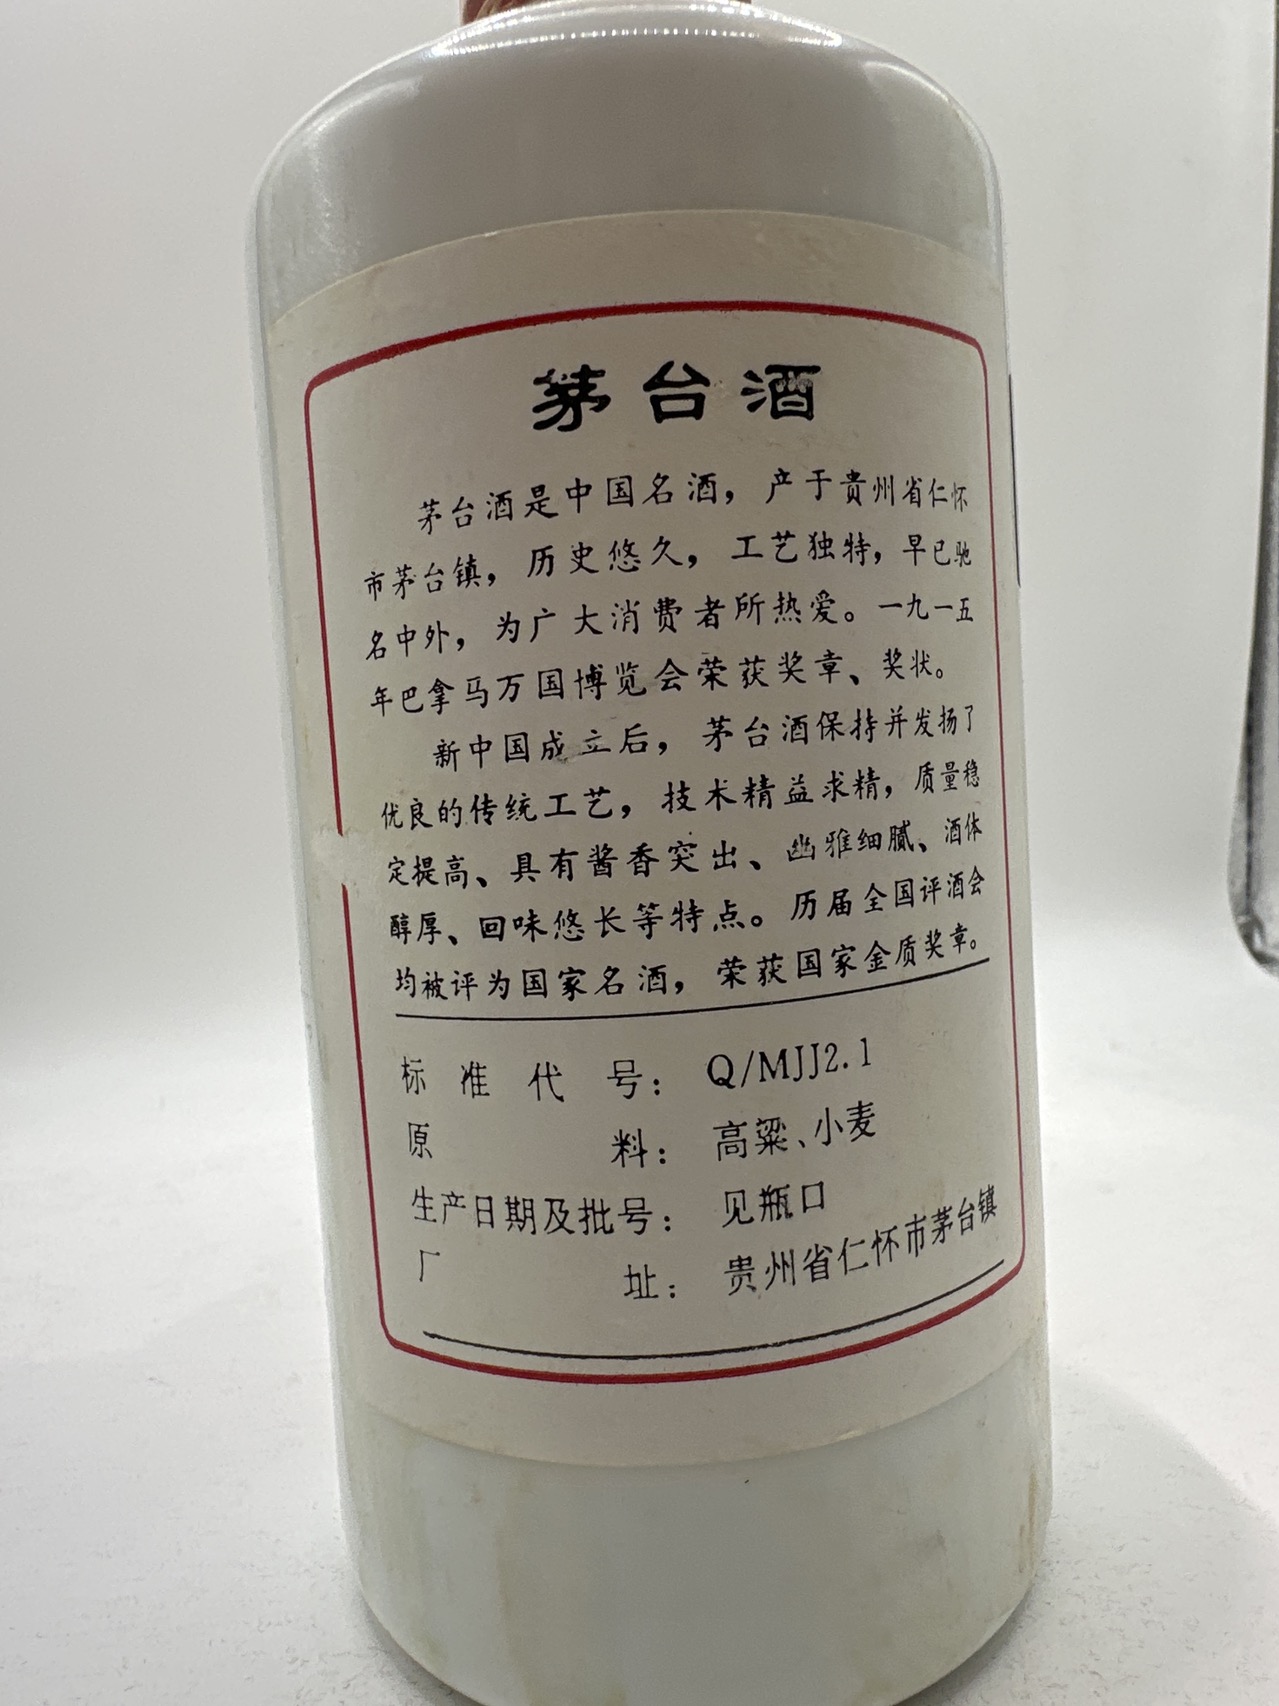 茅台酒
茅台酒是中国名酒，产于贵州省仁怀
市茅台镇，历史悠久，工艺独特，早已驰
名中外，为广大消费者所热爱。一九一五
年巴拿马万国博览会荣获奖章、奖状。
新中国成立后，茅台酒保持并发扬了
优良的传统工艺，技术精益求精，质量稳
定提高、具有酱香突出、幽雅细腻、酒体
醇厚、回味悠长等特点。历届全国评酒会
均被评为国家名酒，荣获国家金质奖章。
标准代号：Q/MJJ2.1
原料：高粱、小麦
生产日期及批号：见瓶口
厂址：贵州省仁怀市茅台镇